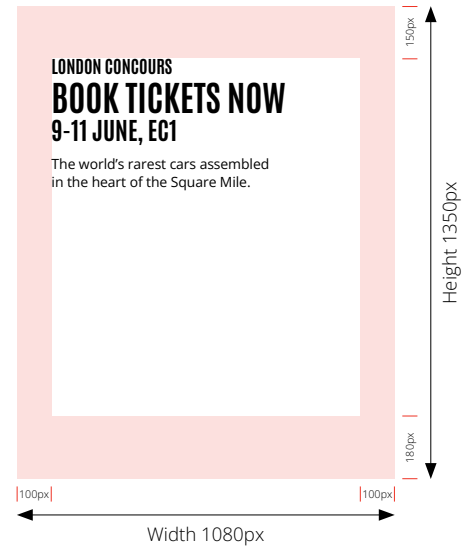 LONDON CONCOURS
BOOK TICKETS NOW
9-11 JUNE, EC1
The world’s rarest cars assembled
in the heart of the Square Mile.
150px
Height 1350px
180px
100px
100px
Width 1080px